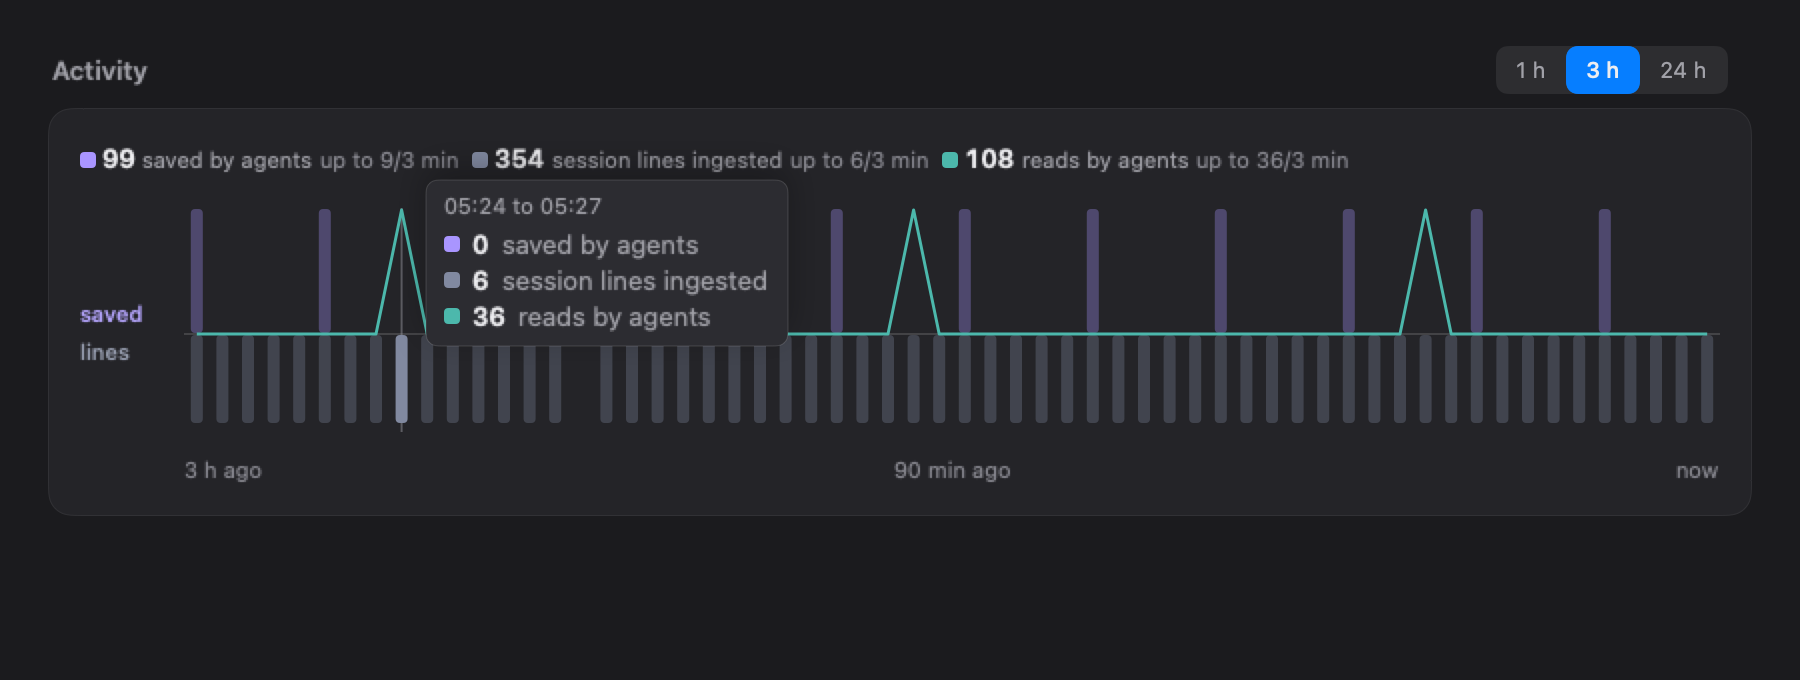 Activity
1 h 3 h 24 h
99 saved by agents up to 9/3 min 354 session lines ingested up to 6/3 min 108 reads by agents up to 36/3 min
05:24 to 05:27
0 saved by agents
6 session lines ingested
36 reads by agents
saved
lines
3 h ago 90 min ago now